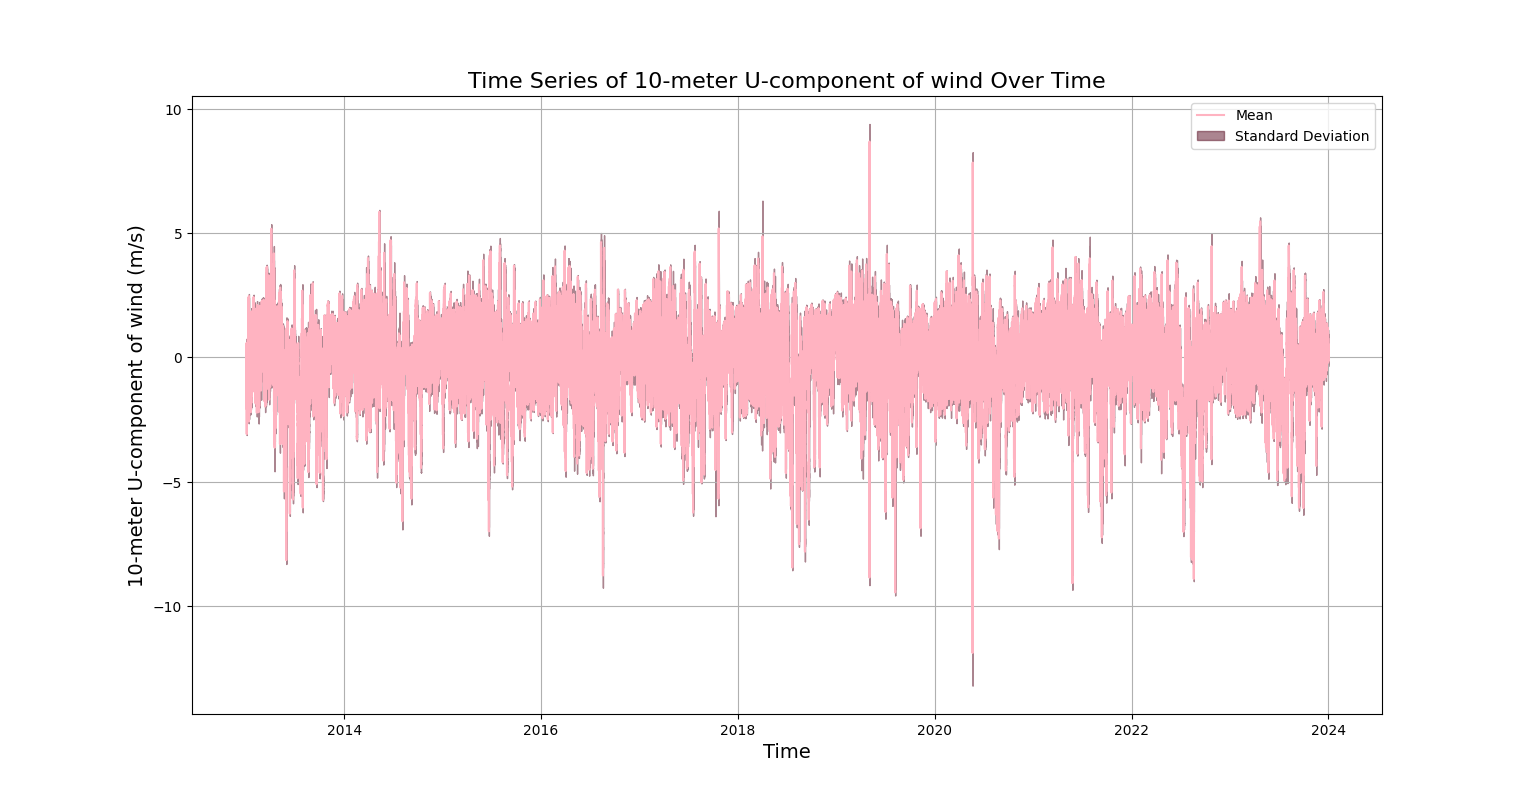 Time Series of 10-meter U-component of wind Over Time
Mean
Standard Deviation
10-meter U-component of wind (m/s)
10
5
0
−5
−10
2014
2016
2018
2020
2022
2024
Time